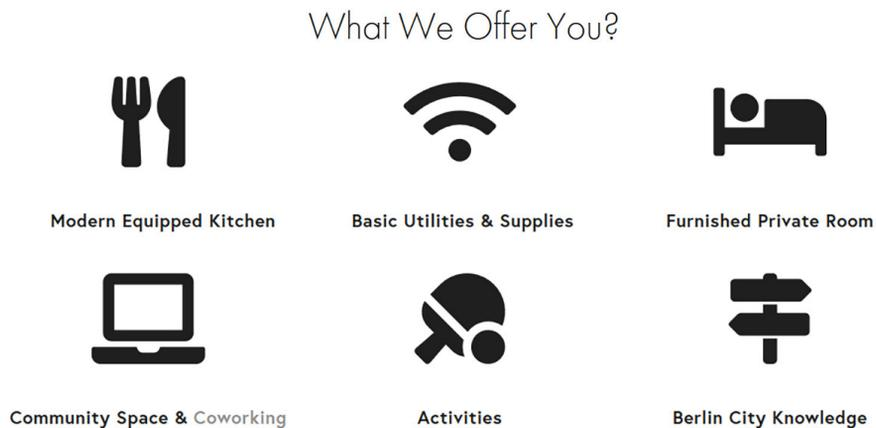 What We Offer You?
Modern Equipped Kitchen
Basic Utilities & Supplies
Furnished Private Room
Community Space & Coworking
Activities
Berlin City Knowledge